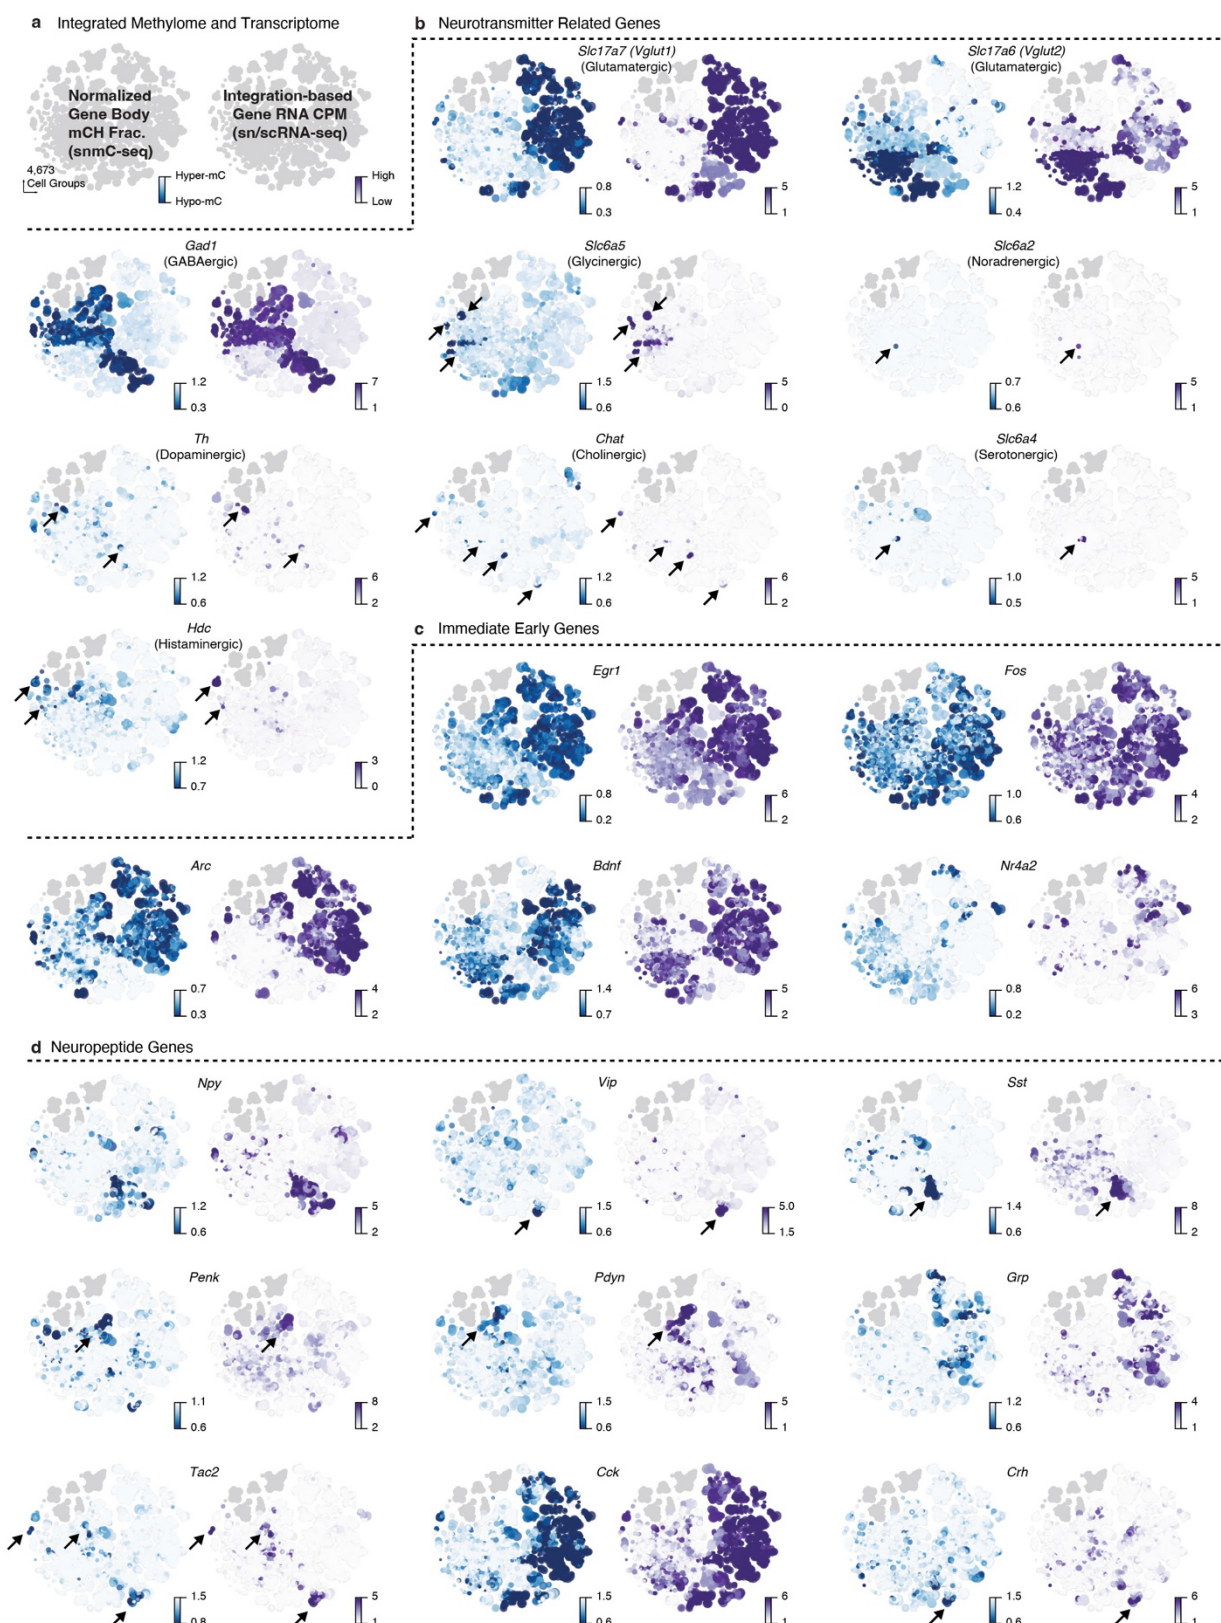 a Integrated Methylome and Transcriptome
Normalized
Gene Body
mCH Frac.
(snmC-seq)
Integration-based
Gene RNA CPM
(sn/scRNA-seq)
4,673
Cell Groups
Hyper-mC
Hypo-mC
High
Low
b Neurotransmitter Related Genes
Slc17a7 (Vglut1)
(Glutamatergic)
0.8
0.3
5
1
Slc17a6 (Vglut2)
(Glutamatergic)
1.2
0.4
5
1
Gad1
(GABAergic)
1.2
0.3
7
1
Slc6a5
(Glycinergic)
1.5
0.6
5
0
Slc6a2
(Noradrenergic)
0.7
0.6
5
1
Th
(Dopaminergic)
1.2
0.6
6
2
Chat
(Cholinergic)
1.2
0.6
6
2
Slc6a4
(Serotonergic)
1.0
0.5
5
1
Hdc
(Histaminergic)
1.2
0.7
3
0
c Immediate Early Genes
Egr1
0.8
0.2
6
2
Fos
1.0
0.6
4
2
Arc
0.7
0.3
4
2
Bdnf
1.4
0.7
5
2
Nr4a2
0.8
0.2
6
3
d Neuropeptide Genes
Npy
1.2
0.6
5
2
Vip
1.5
0.6
5.0
1.5
Sst
1.4
0.6
8
2
Penk
1.1
0.6
8
2
Pdyn
1.5
0.6
5
1
Grp
1.2
0.6
4
1
Tac2
1.5
0.8
5
1
Cck
1.5
0.6
6
1
Crh
1.5
0.6
6
1